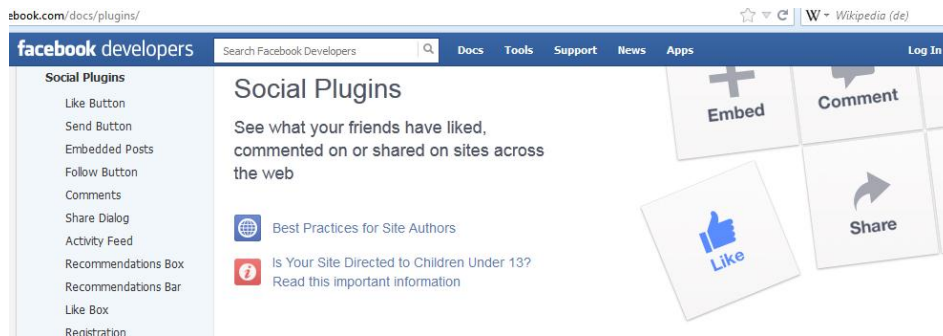 ebook.com/docs/plugins/
W Wikipedia (de)
facebook developers
Search Facebook Developers
Docs Tools Support News Apps
Log In
Social Plugins
Like Button
Send Button
Embedded Posts
Follow Button
Comments
Share Dialog
Activity Feed
Recommendations Box
Recommendations Bar
Like Box
Registration
Social Plugins
See what your friends have liked,
commented on or shared on sites across
the web
Best Practices for Site Authors
Is Your Site Directed to Children Under 13?
Read this important information
Embed
Comment
Like
Share